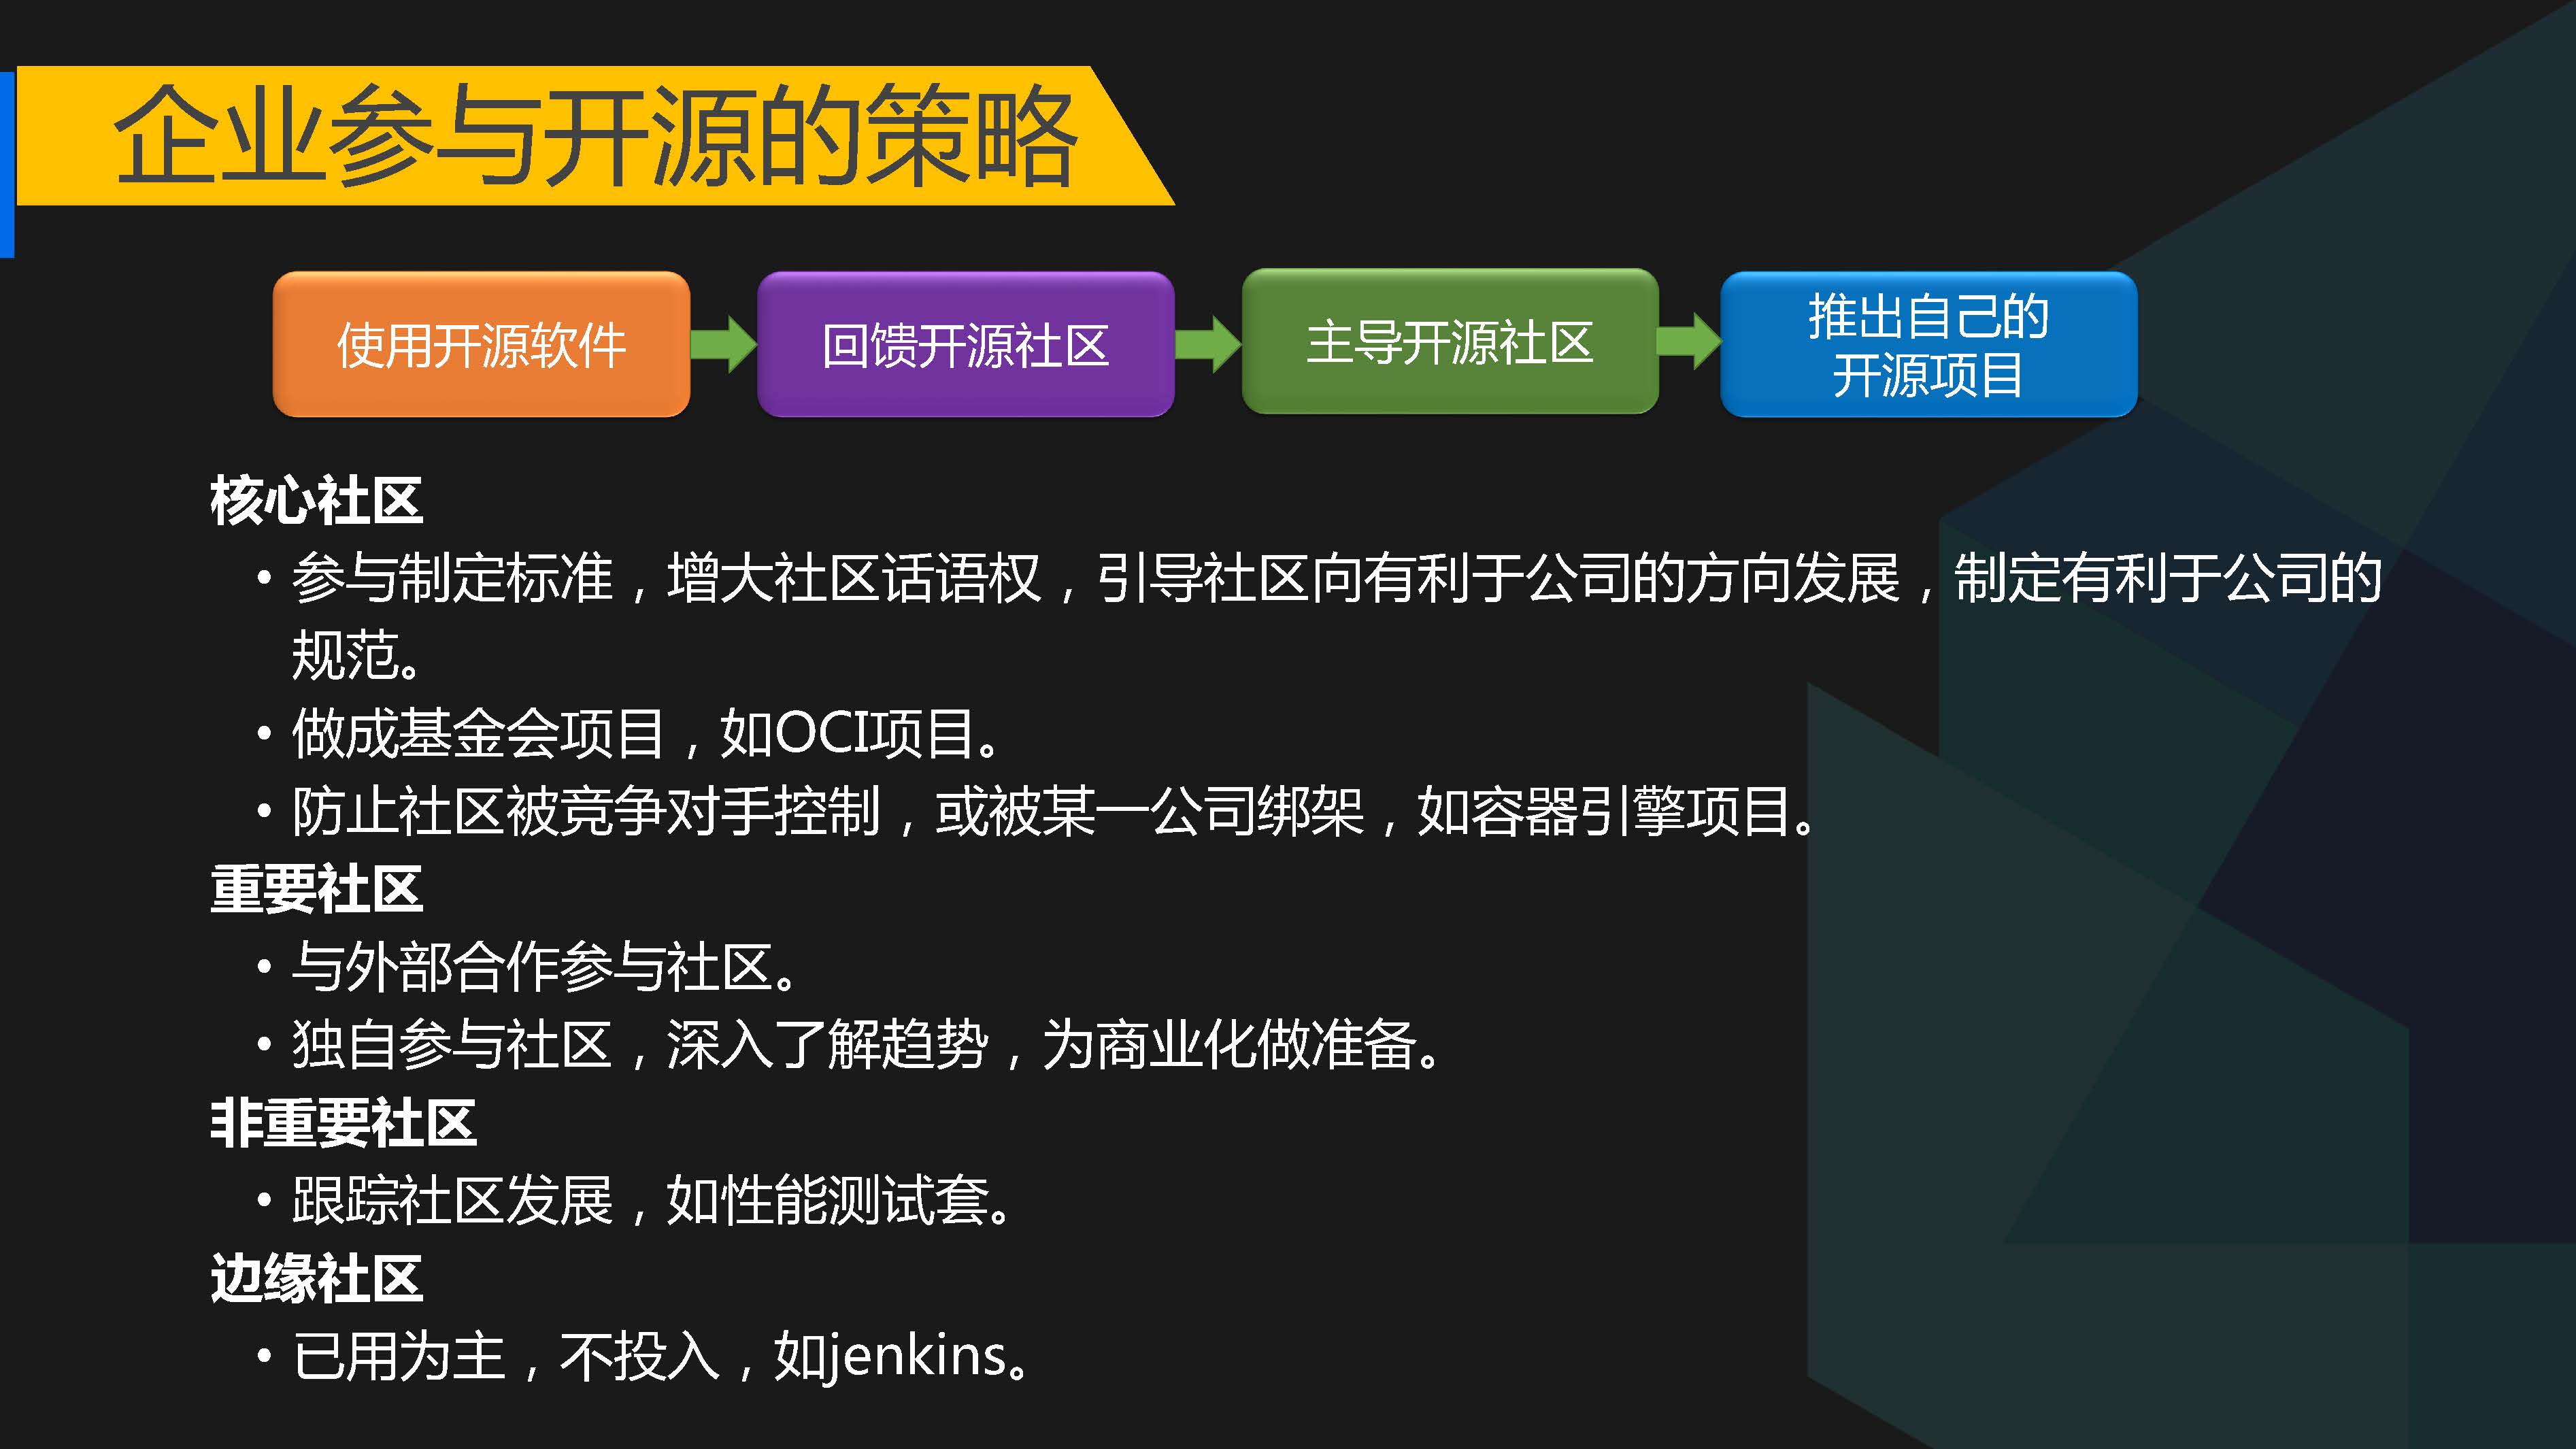 企业参与开源的策略
使用开源软件
回馈开源社区
主导开源社区
推出自己的
开源项目
核心社区
• 参与制定标准，增大社区话语权，引导社区向有利于公司的方向发展，制定有利于公司的
规范。
• 做成基金会项目，如OCI项目。
• 防止社区被竞争对手控制，或被某一公司绑架，如容器引擎项目。
重要社区
• 与外部合作参与社区。
• 独自参与社区，深入了解趋势，为商业化做准备。
非重要社区
• 跟踪社区发展，如性能测试套。
边缘社区
• 已用为主，不投入，如jenkins。